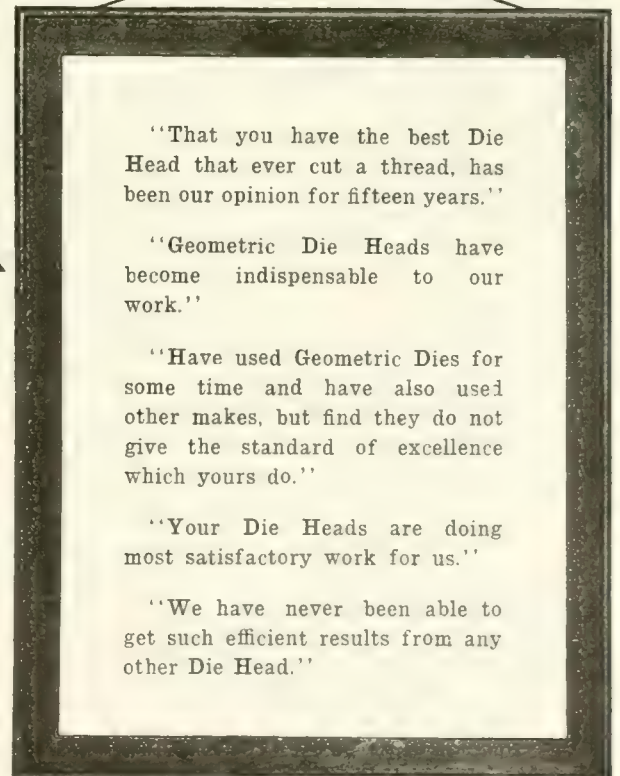 ''That you have the best Die
Head that ever cut a thread, has
been our opinion for fifteen years.''
''Geometric Die Heads have
become indispensable to our
work.''
''Have used Geometric Dies for
some time and have also used
other makes, but find they do not
give the standard of excellence
which yours do.''
''Your Die Heads are doing
most satisfactory work for us.''
''We have never been able to
get such efficient results from any
other Die Head.''